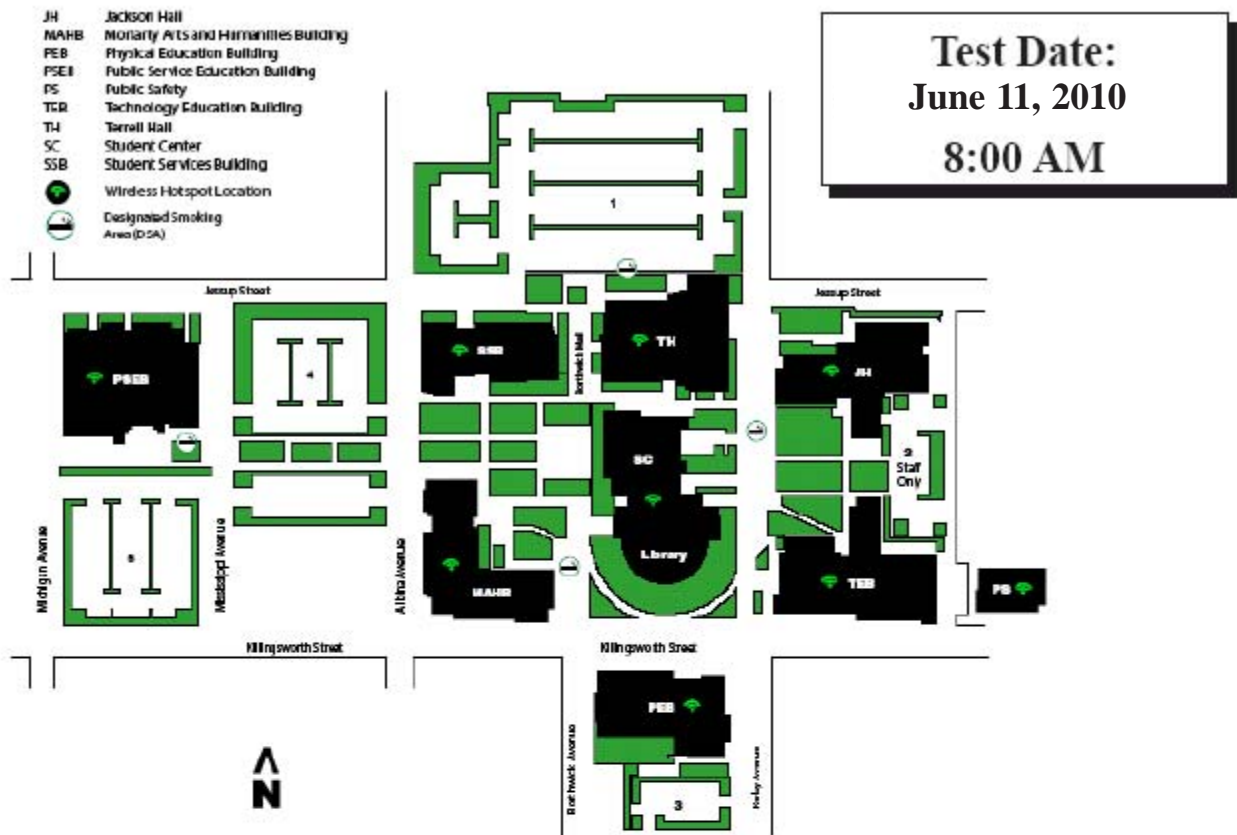 JH Jackson Hall
MAHB Moriarty Arts and Humanities Building
PEB Physical Education Building
PSEB Public Service Education Building
PS Public Safety
TEB Technology Education Building
TH Terrell Hall
SC Student Center
SSB Student Services Building
Wireless Hotspot Location
Designated Smoking
Area (DSA)
Test Date:
June 11, 2010
8:00 AM
1
Jessup Street
Jessup Street
PSEB
4
SSB
Borthwick Mall
TH
JH
SC
2
Staff
Only
Michigan Avenue
5
Mississippi Avenue
Albina Avenue
MAHB
Library
TEB
PS
Killingsworth Street
Killingsworth Street
PEB
Borthwick Avenue
Kerby Avenue
3
N